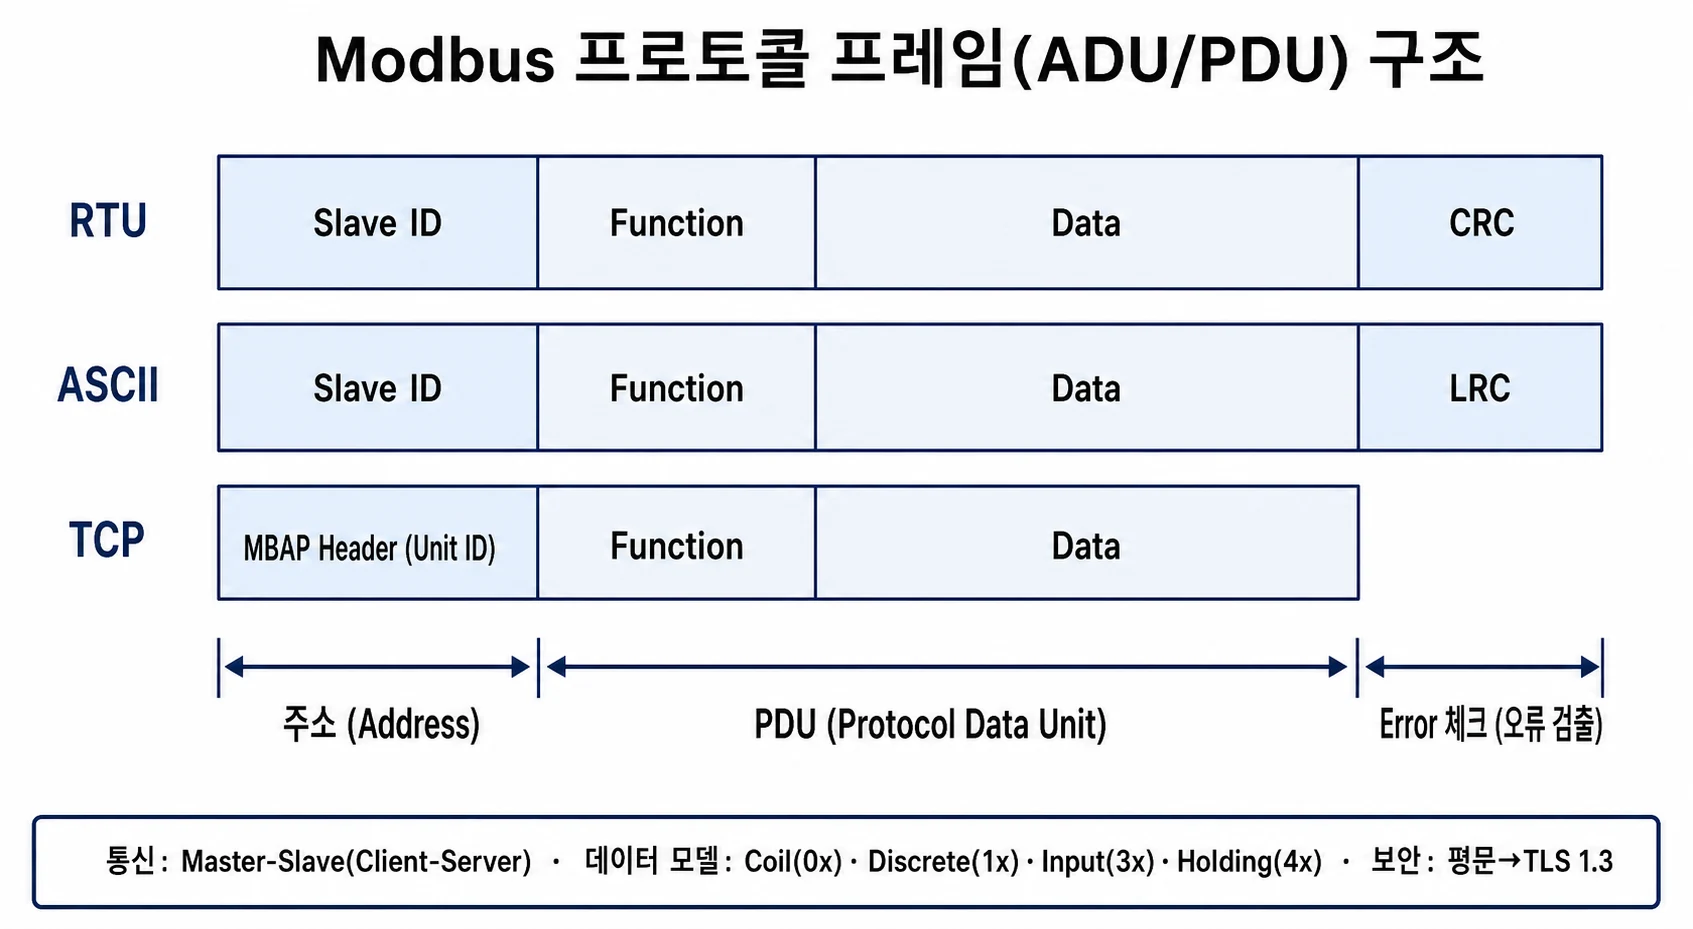 Modbus 프로토콜 프레임(ADU/PDU) 구조
RTU Slave ID Function Data CRC
ASCII Slave ID Function Data LRC
TCP MBAP Header (Unit ID) Function Data
주소 (Address) PDU (Protocol Data Unit) Error 체크 (오류 검출)
통신 : Master-Slave(Client-Server) · 데이터 모델 : Coil(0x) · Discrete(1x) · Input(3x) · Holding(4x) · 보안 : 평문→TLS 1.3